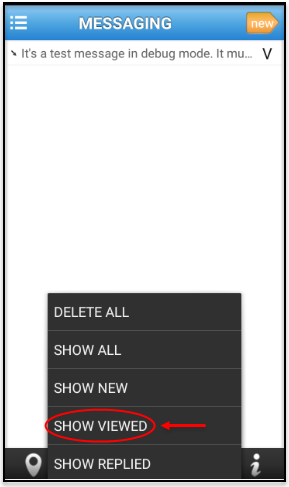 MESSAGING
new
It's a test message in debug mode. It mu... V
DELETE ALL
SHOW ALL
SHOW NEW
SHOW VIEWED
SHOW REPLIED
i